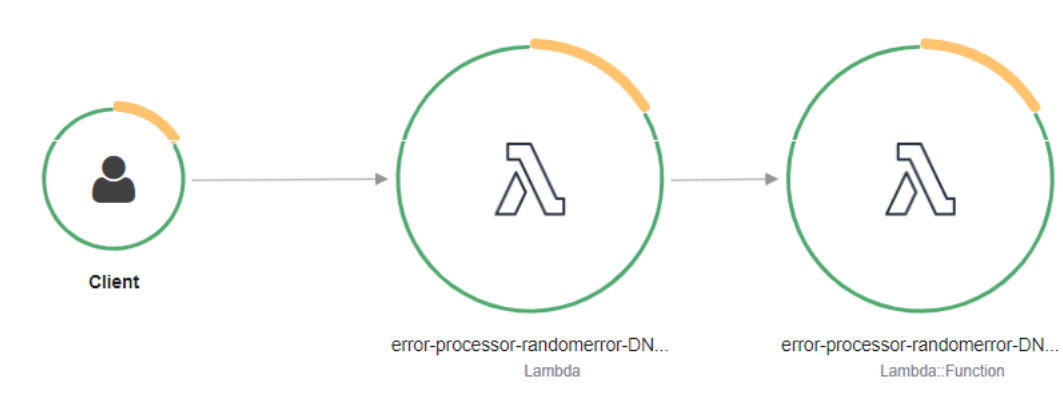 Client
error-processor-randomerror-DN...
Lambda
error-processor-randomerror-DN...
Lambda::Function